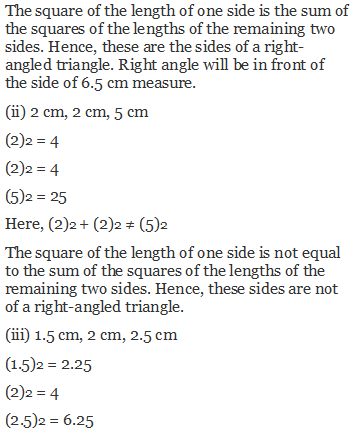 The square of the length of one side is the sum of
the squares of the lengths of the remaining two
sides. Hence, these are the sides of a right-
angled triangle. Right angle will be in front of
the side of 6.5 cm measure.
(ii) 2 cm, 2 cm, 5 cm
(2)2 = 4
(2)2 = 4
(5)2 = 25
Here, (2)2 + (2)2 ≠ (5)2
The square of the length of one side is not equal
to the sum of the squares of the lengths of the
remaining two sides. Hence, these sides are not
of a right-angled triangle.
(iii) 1.5 cm, 2 cm, 2.5 cm
(1.5)2 = 2.25
(2)2 = 4
(2.5)2 = 6.25